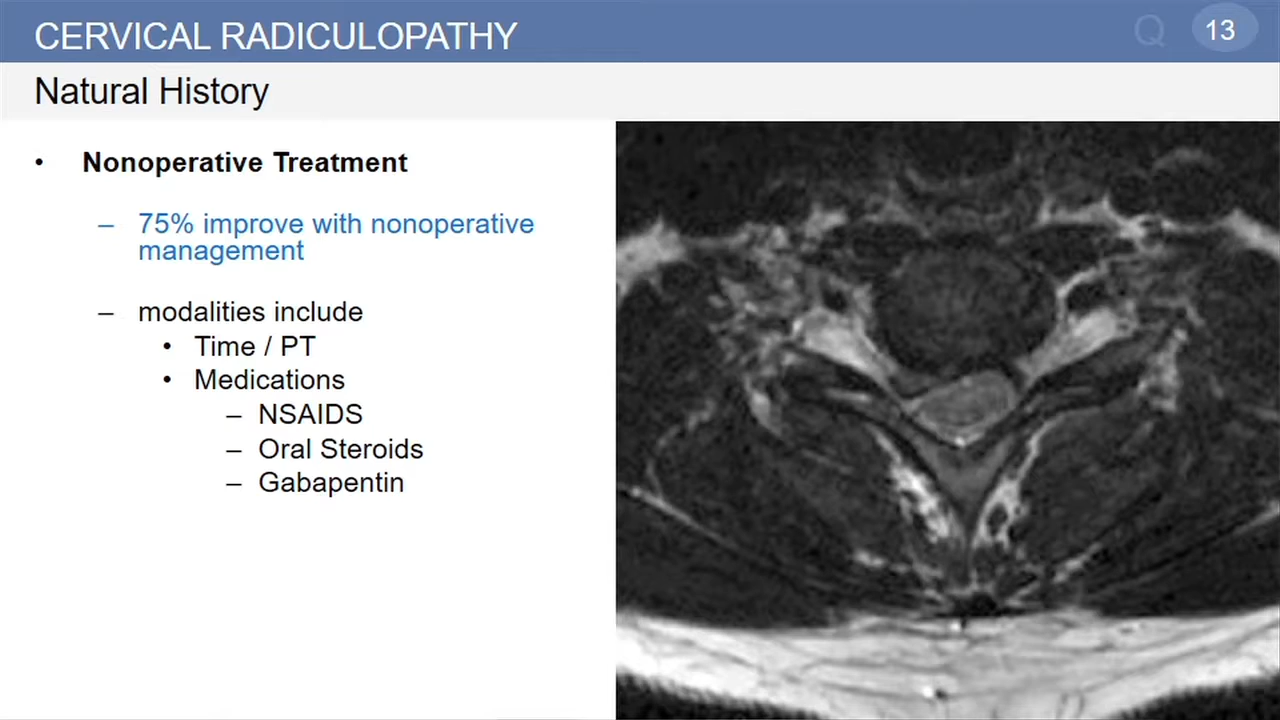 CERVICAL RADICULOPATHY
Q 13
Natural History
• Nonoperative Treatment
– 75% improve with nonoperative
management
– modalities include
• Time / PT
• Medications
– NSAIDS
– Oral Steroids
– Gabapentin